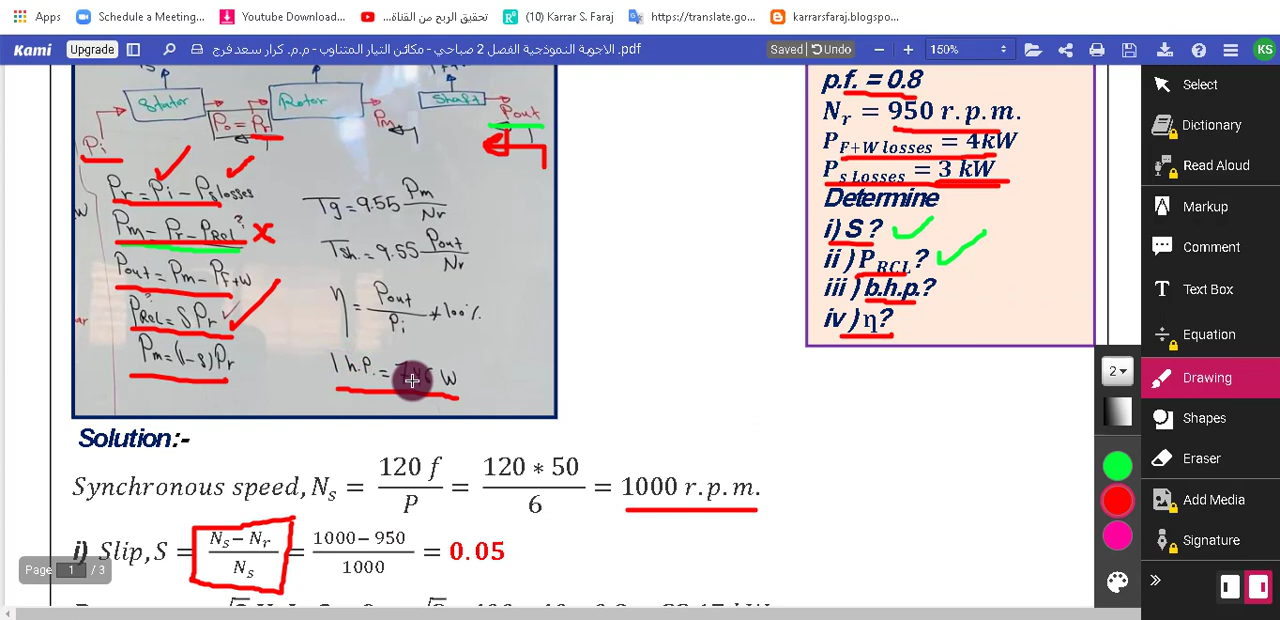 Apps
Schedule a Meeting...
Youtube Download...
تحقيق الربح من القناة...
(10) Karrar S. Faraj
https://translate.go...
karrarsfaraj.blogspo...
Kami
Upgrade
الاجوبة النموذجية الفصل 2 صباحي - مكائن التيار المتناوب - م.م. كرار سعد فرج.pdf
Saved
Undo
150%
KS
Stator
Rotor
Shaft
Pi
Po = Pr
Pm
Pout
Pr = Pi - Ps losses
Pm = Pr - PRcL ?
Pout = Pm - PF+W
PRcL = S Pr
Pm = (1-s) Pr
Tg = 9.55 Pm / Nr
Tsh. = 9.55 Pout / Nr
η = Pout / Pi * 100%
1 h.P. = W
p.f. = 0.8
Nr = 950 r.p.m.
P F+W losses = 4kW
P s Losses = 3 kW
Determine
i) S?
ii ) PRCL?
iii ) b.h.p.?
iv ) η?
Solution:-
Synchronous speed, Ns = 120 f / P = 120 * 50 / 6 = 1000 r.p.m.
i) Slip, S = Ns − Nr / Ns = 1000 − 950 / 1000 = 0.05
Page 1 / 3
Select
Dictionary
Read Aloud
Markup
Comment
Text Box
Equation
2
Drawing
Shapes
Eraser
Add Media
Signature